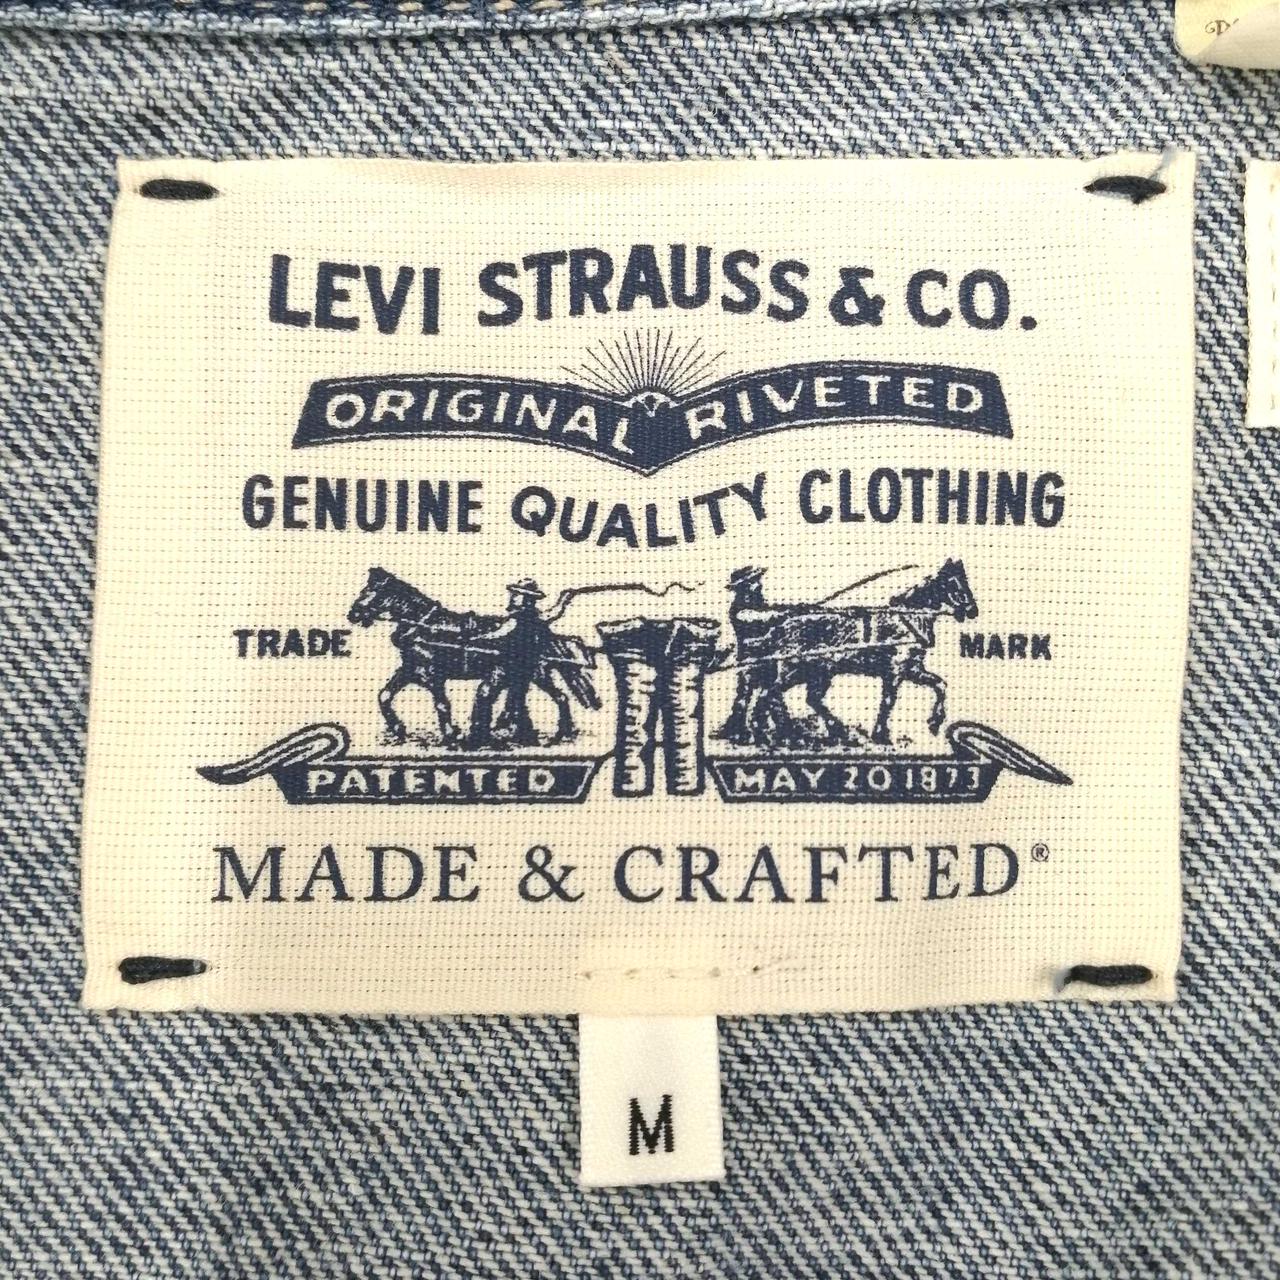 LEVI STRAUSS & CO.
ORIGINAL RIVETED
GENUINE QUALITY CLOTHING
TRADE MARK
PATENTED MAY 20 1873
MADE & CRAFTED®
M